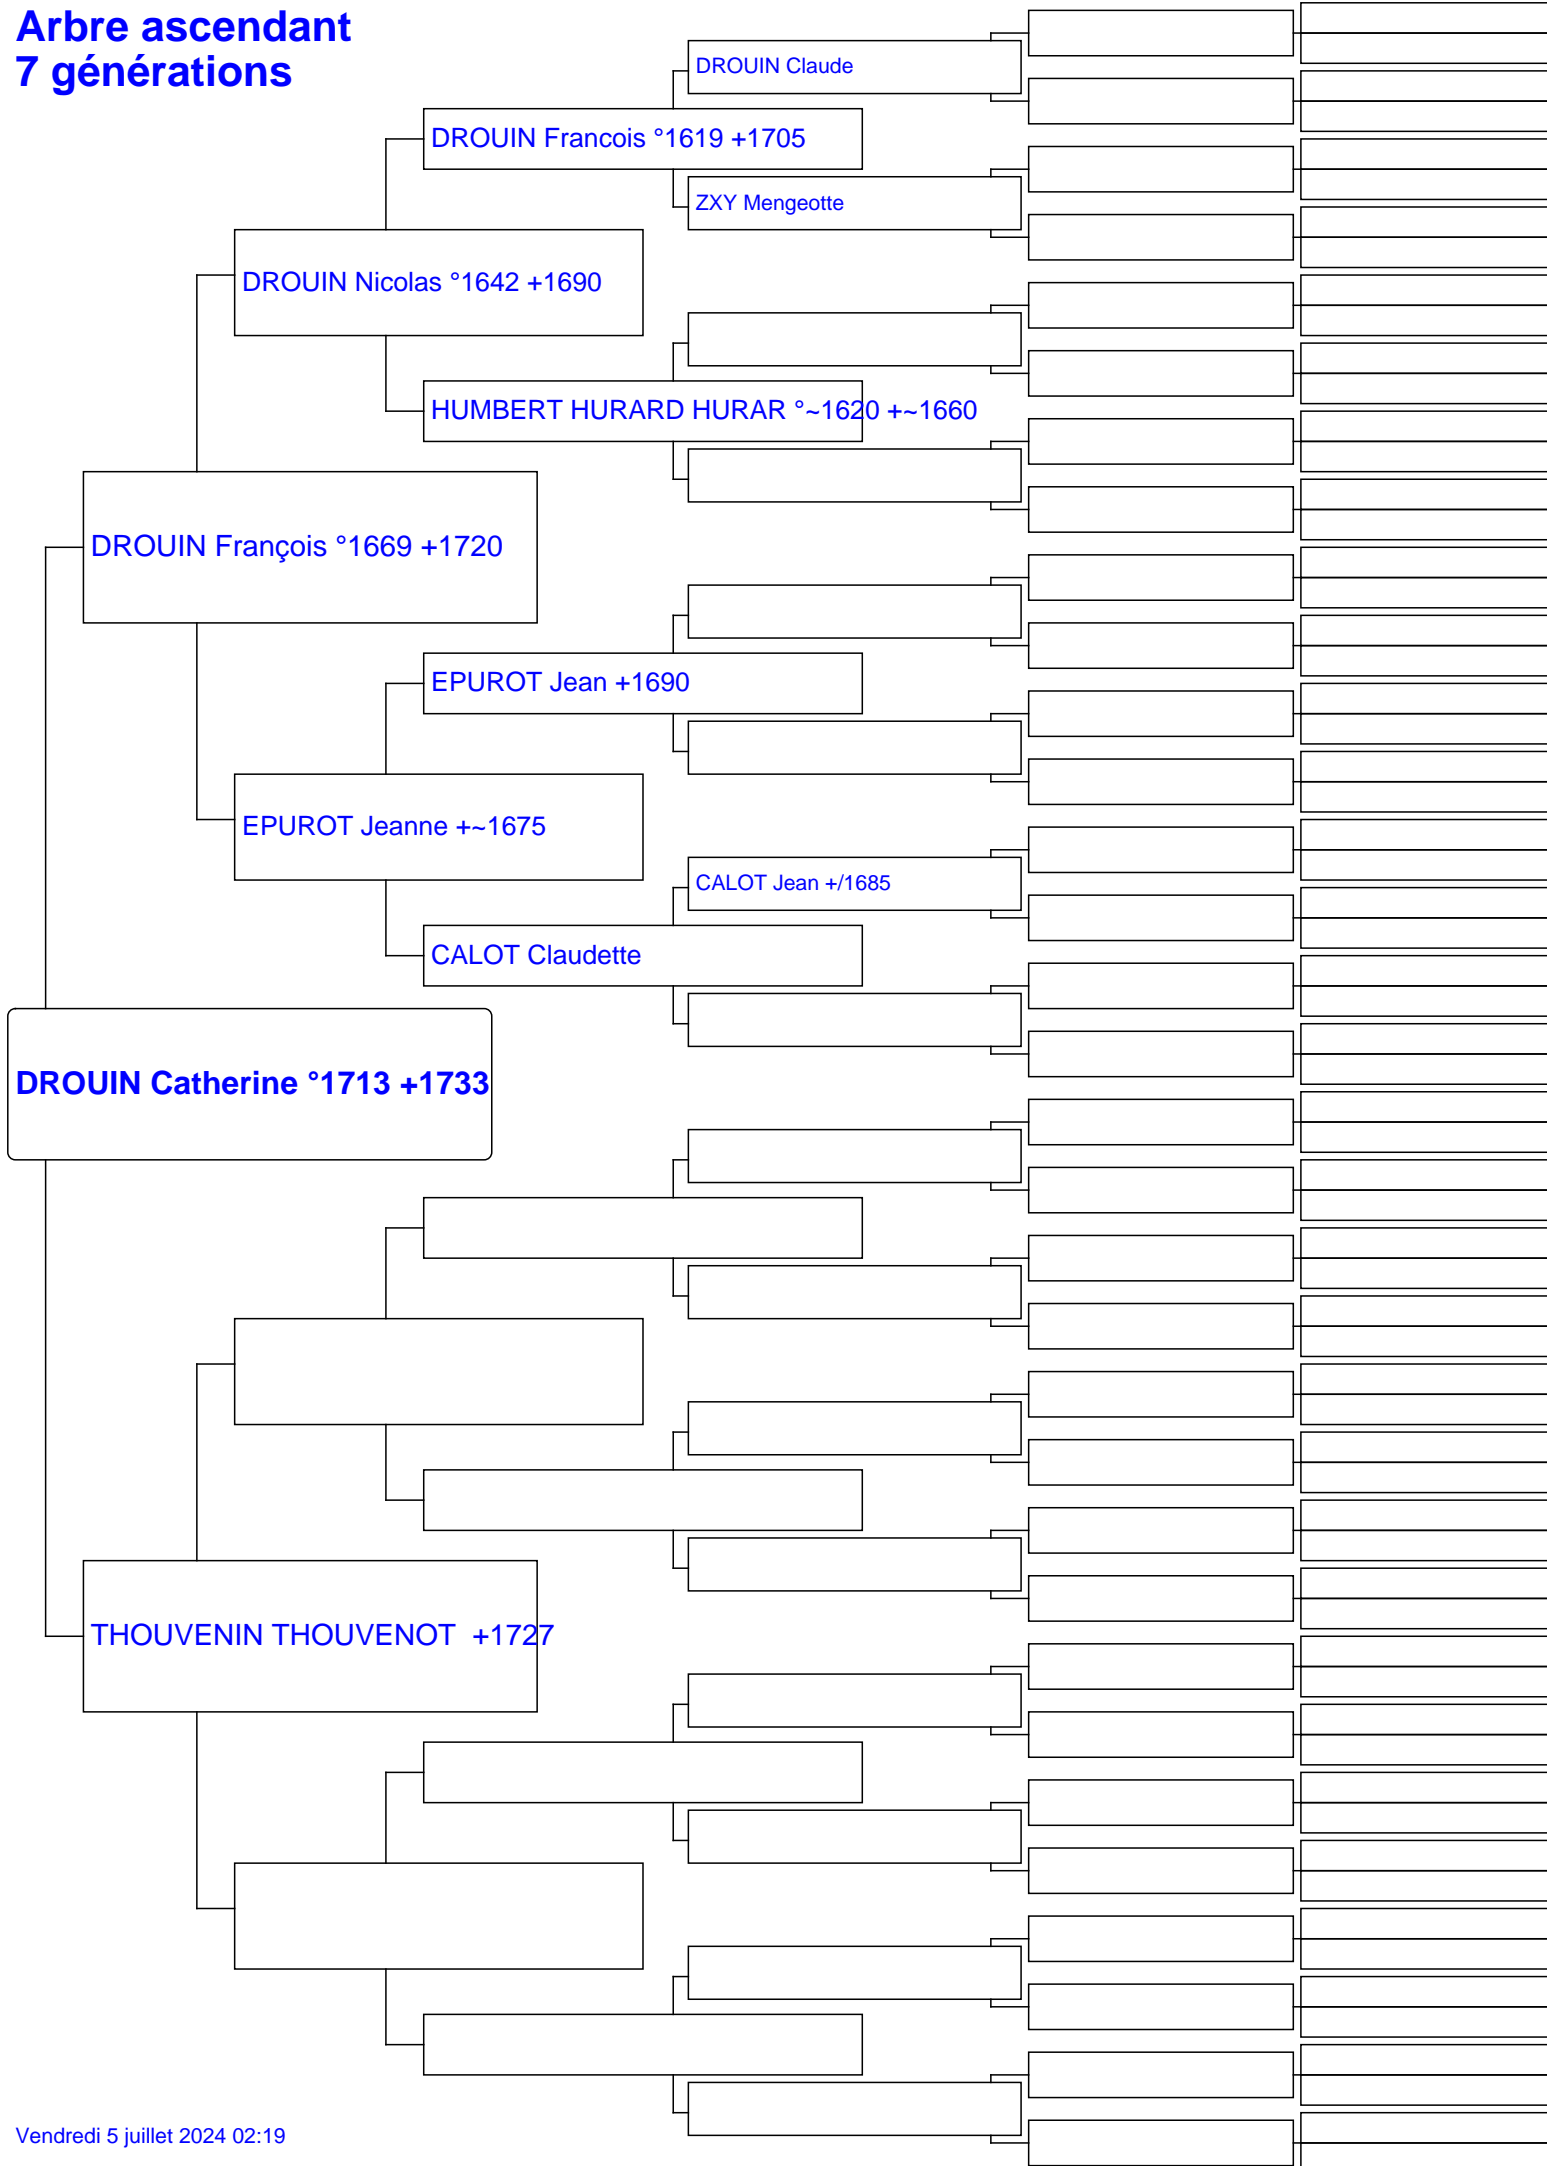 Arbre ascendant
7 générations
DROUIN Claude
DROUIN Francois °1619 +1705
ZXY Mengeotte
DROUIN Nicolas °1642 +1690
HUMBERT HURARD HURAR °~1620 +~1660
DROUIN François °1669 +1720
EPUROT Jean +1690
EPUROT Jeanne +~1675
CALOT Jean +/1685
CALOT Claudette
DROUIN Catherine °1713 +1733
THOUVENIN THOUVENOT  +1727
Vendredi 5 juillet 2024 02:19